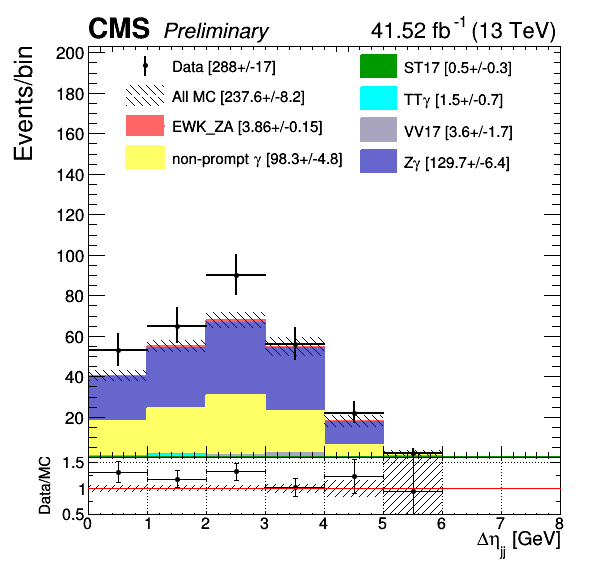 CMS Preliminary 41.52 fb⁻¹ (13 TeV)
Events/bin
200
180
160
140
120
100
80
60
40
20
Data [288+/-17]
All MC [237.6+/-8.2]
EWK_ZA [3.86+/-0.15]
non-prompt γ [98.3+/-4.8]
ST17 [0.5+/-0.3]
TTγ [1.5+/-0.7]
VV17 [3.6+/-1.7]
Zγ [129.7+/-6.4]
Data/MC
1.5
1
0.5
0 1 2 3 4 5 6 7 8
Δη_jj [GeV]